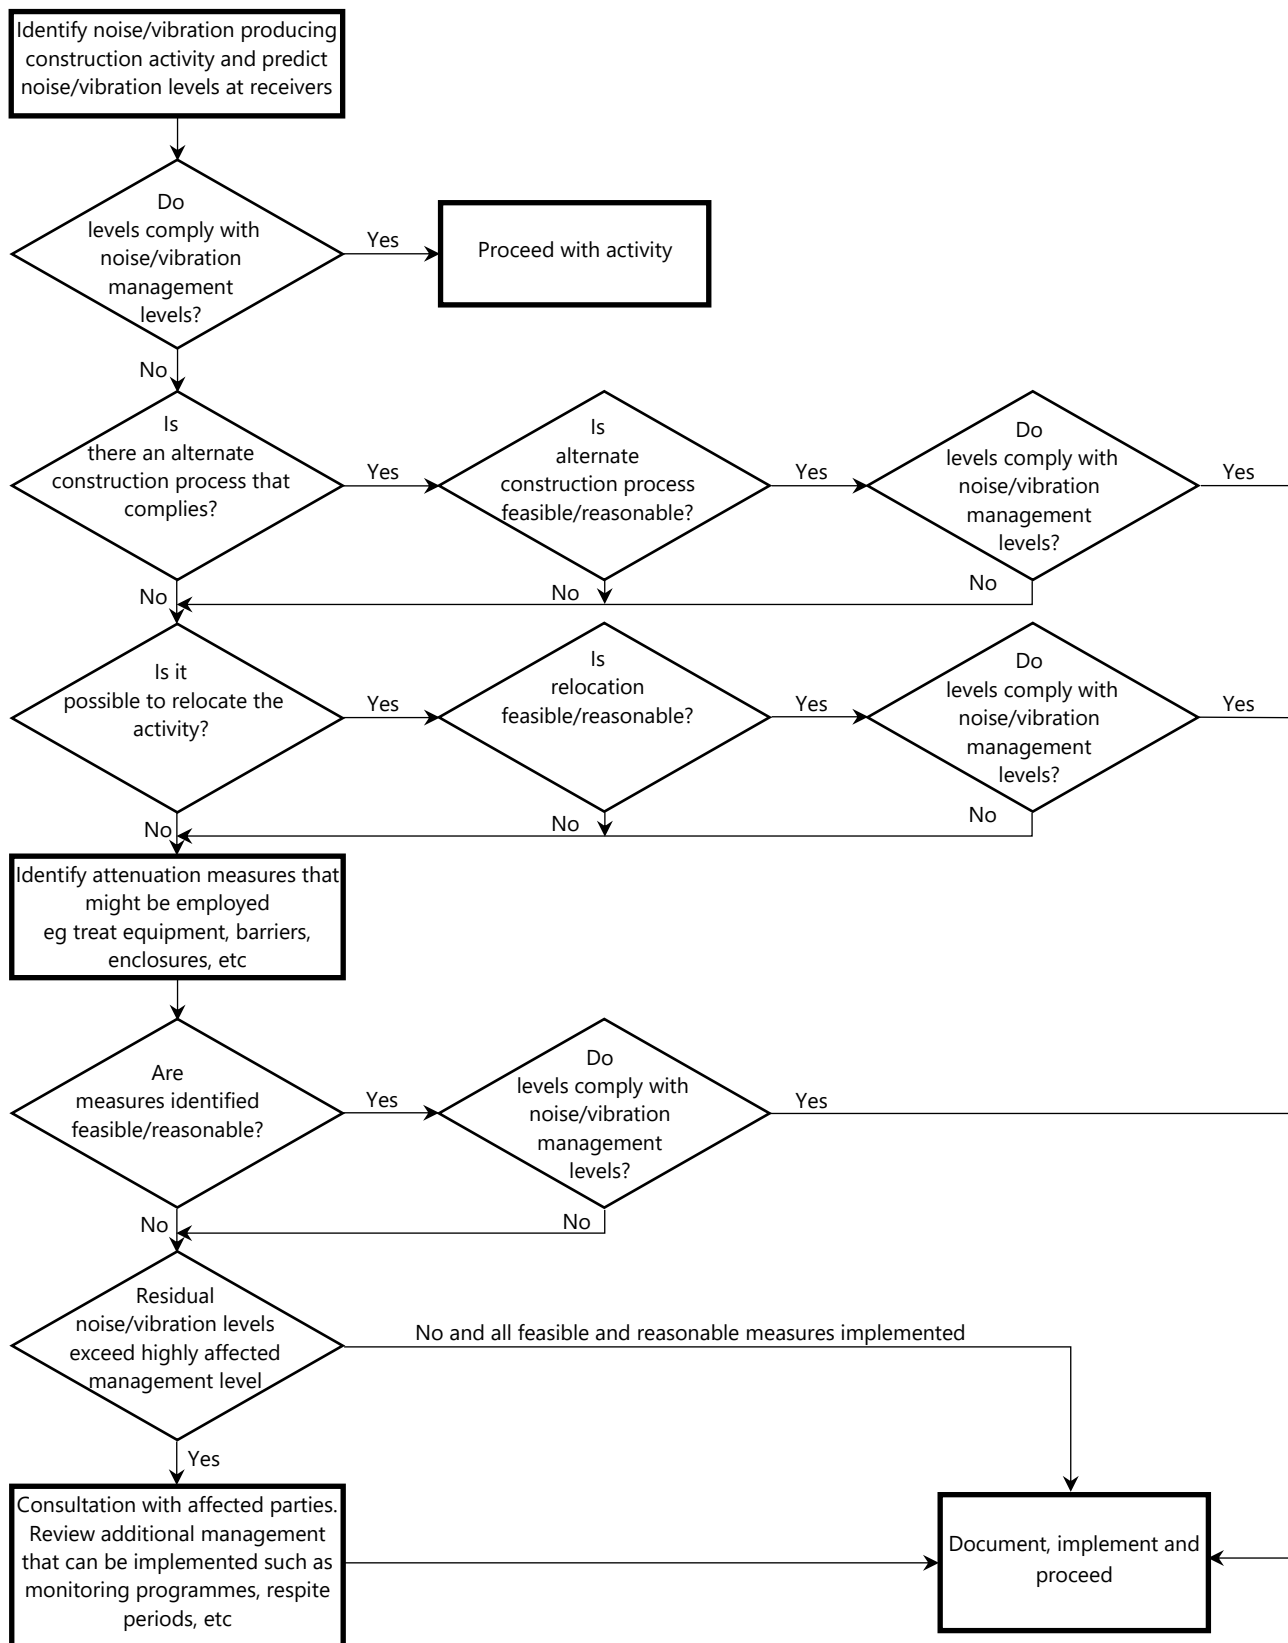 Identify noise/vibration producing
construction activity and predict
noise/vibration levels at receivers
Do
levels comply with
noise/vibration
management
levels?
Yes
Proceed with activity
No
Is
there an alternate
construction process that
complies?
Yes
Is
alternate
construction process
feasible/reasonable?
Yes
Do
levels comply with
noise/vibration
management
levels?
Yes
No
No
No
Is it
possible to relocate the
activity?
Yes
Is
relocation
feasible/reasonable?
Yes
Do
levels comply with
noise/vibration
management
levels?
Yes
No
No
No
Identify attenuation measures that
might be employed
eg treat equipment, barriers,
enclosures, etc
Are
measures identified
feasible/reasonable?
Yes
Do
levels comply with
noise/vibration
management
levels?
Yes
No
No
Residual
noise/vibration levels
exceed highly affected
management level
No and all feasible and reasonable measures implemented
Yes
Consultation with affected parties.
Review additional management
that can be implemented such as
monitoring programmes, respite
periods, etc
Document, implement and
proceed